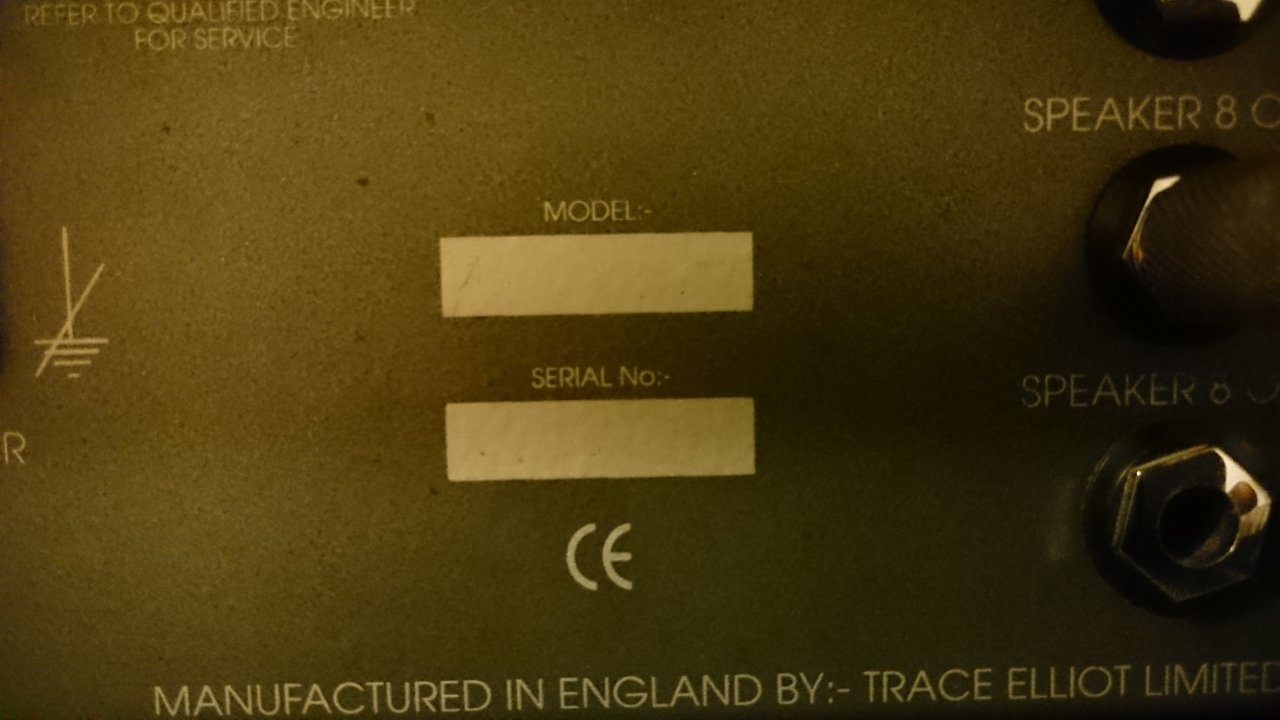 REFER TO QUALIFIED ENGINEER
FOR SERVICE
SPEAKER 8
MODEL:-
SERIAL No:-
SPEAKER 8
R
CE
MANUFACTURED IN ENGLAND BY:- TRACE ELLIOT LIMITED